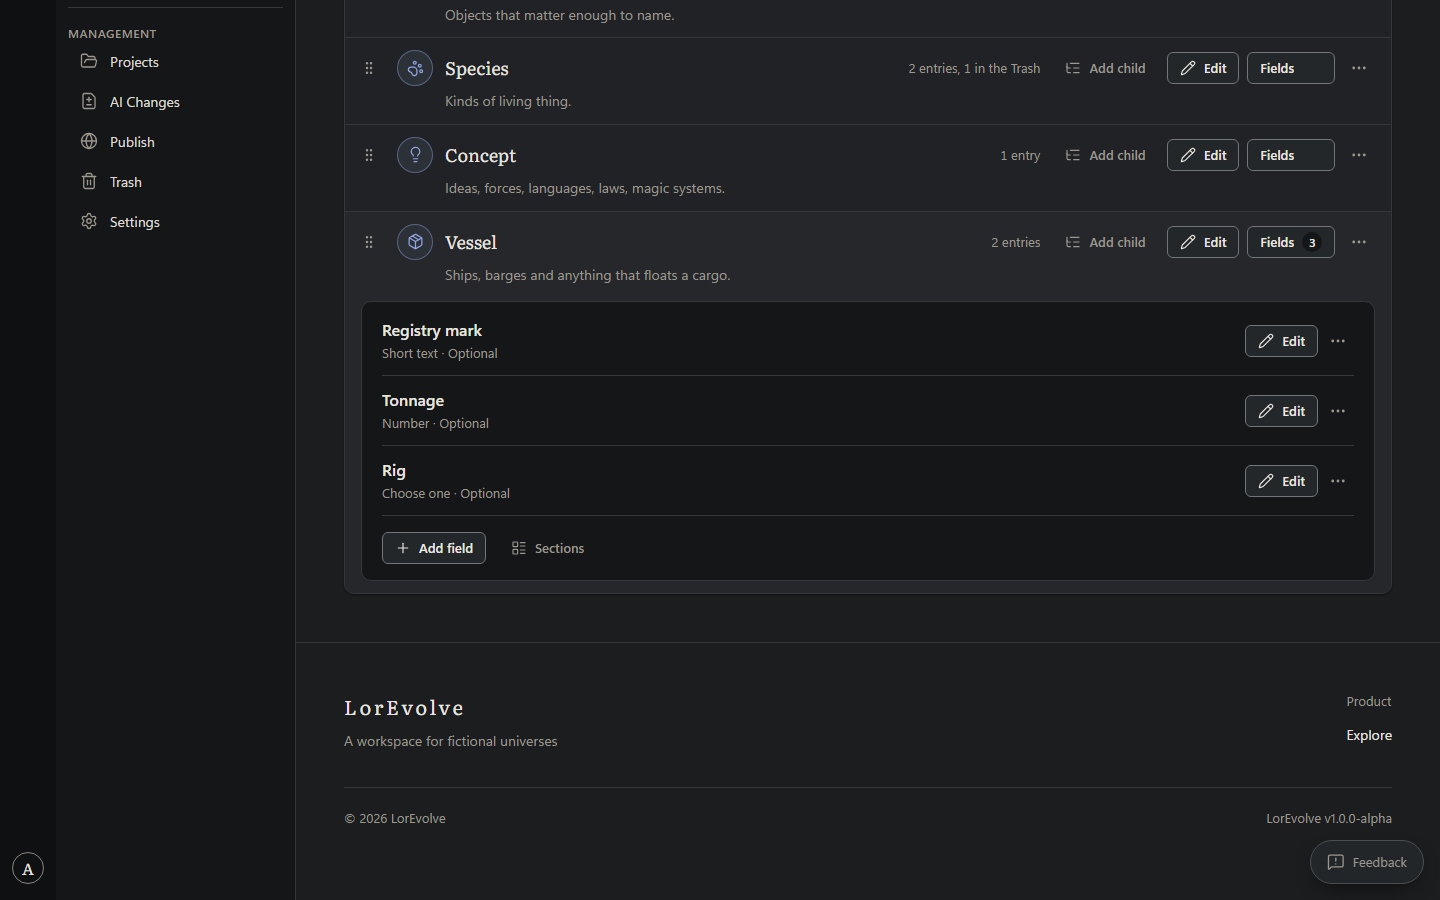 Objects that matter enough to name.
MANAGEMENT
Projects
AI Changes
Publish
Trash
Settings
Species
2 entries, 1 in the Trash
Add child
Edit
Fields
Kinds of living thing.
Concept
1 entry
Add child
Edit
Fields
Ideas, forces, languages, laws, magic systems.
Vessel
2 entries
Add child
Edit
Fields 3
Ships, barges and anything that floats a cargo.
Registry mark
Short text · Optional
Edit
Tonnage
Number · Optional
Edit
Rig
Choose one · Optional
Edit
Add field
Sections
LorEvolve
A workspace for fictional universes
Product
Explore
© 2026 LorEvolve
LorEvolve v1.0.0-alpha
A
Feedback